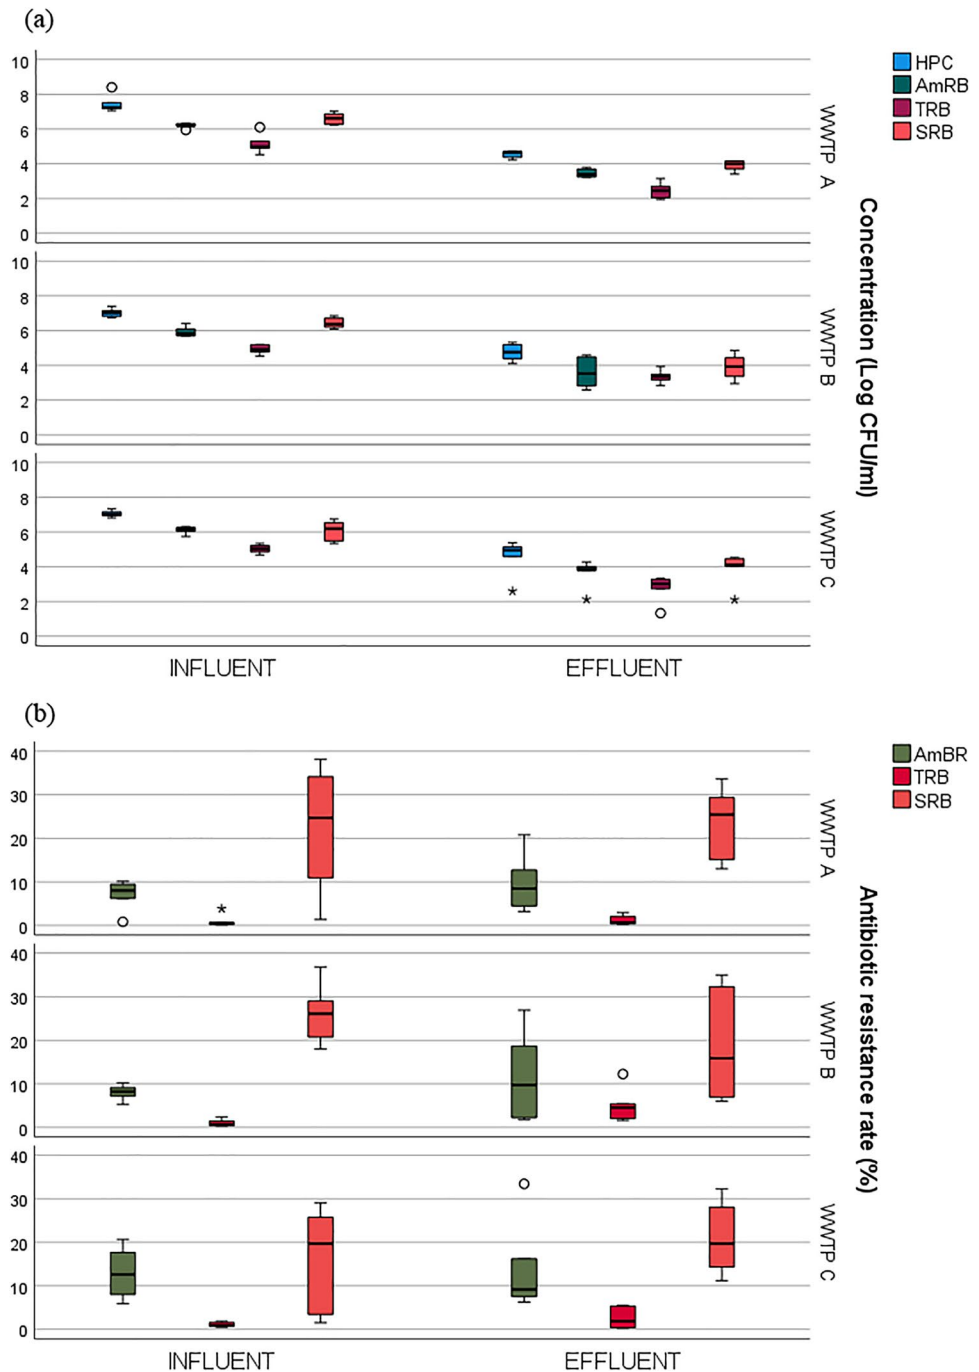 (a)
HPC
AmRB
TRB
SRB
10
8
6
4
2
0
WWTP A
10
8
6
4
2
0
WWTP B
10
8
6
4
2
0
WWTP C
Concentration (Log CFU/ml)
INFLUENT
EFFLUENT
(b)
AmBR
TRB
SRB
40
30
20
10
0
WWTP A
40
30
20
10
0
WWTP B
40
30
20
10
0
WWTP C
Antibiotic resistance rate (%)
INFLUENT
EFFLUENT